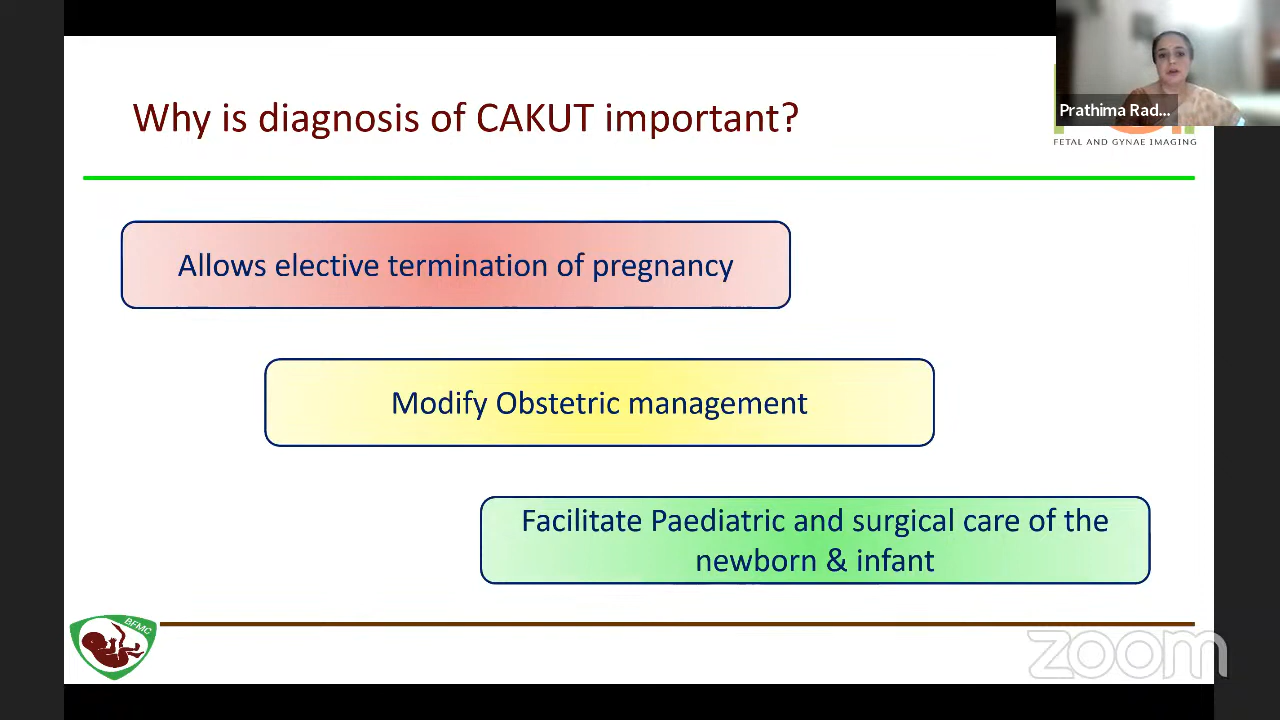 Why is diagnosis of CAKUT important?
Prathima Rad...
FETAL AND GYNAE IMAGING
Allows elective termination of pregnancy
Modify Obstetric management
Facilitate Paediatric and surgical care of the
newborn & infant
BFMC
zoom